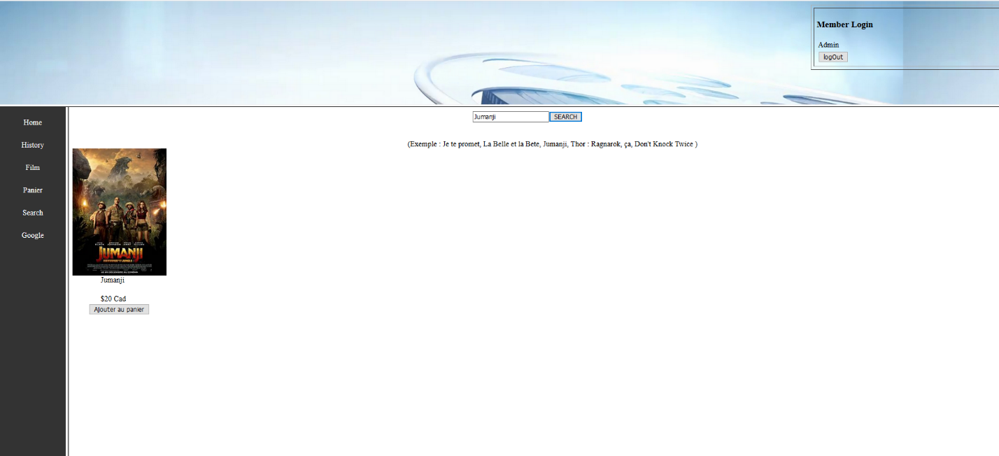 Member Login
Admin
logOut
Home
History
Film
Panier
Search
Google
Jumanji SEARCH
(Exemple : Je te promet, La Belle et la Bete, Jumanji, Thor : Ragnarok, ça, Don't Knock Twice )
JUMANJI
Jumanji
$20 Cad
Ajouter au panier